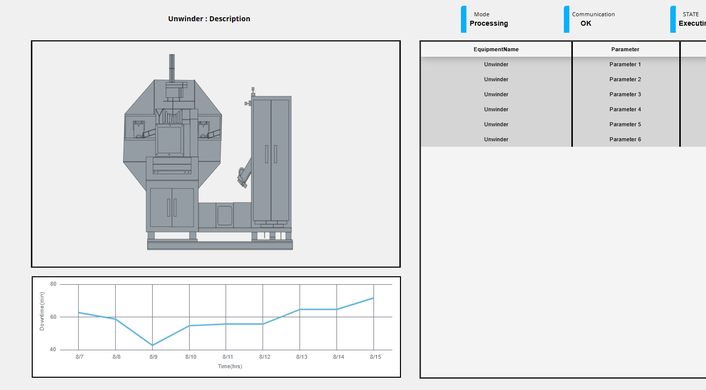 Unwinder : Description
Mode
Processing
Communication
OK
STATE
EquipmentName Parameter
Unwinder Parameter 1
Unwinder Parameter 2
Unwinder Parameter 3
Unwinder Parameter 4
Unwinder Parameter 5
Unwinder Parameter 6
80
60
40
Downtime(min)
8/7 8/8 8/9 8/10 8/11 8/12 8/13 8/14 8/15
Time(hrs)